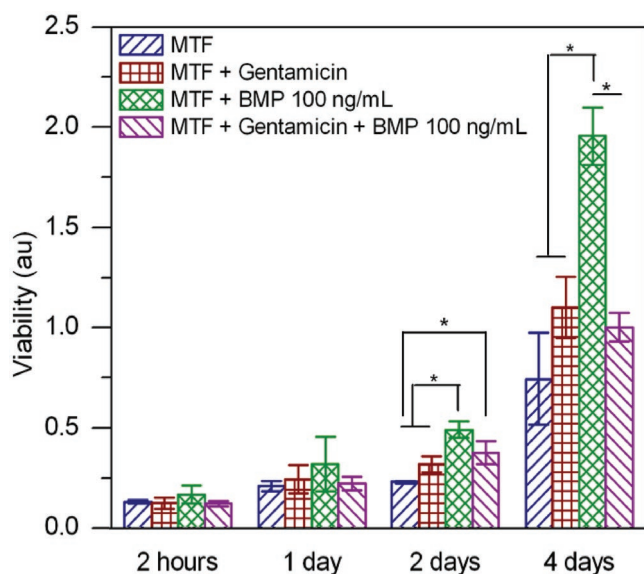 2.5
2.0
1.5
1.0
0.5
0.0
Viability (au)
MTF
MTF + Gentamicin
MTF + BMP 100 ng/mL
MTF + Gentamicin + BMP 100 ng/mL
*
*
*
*
2 hours
1 day
2 days
4 days